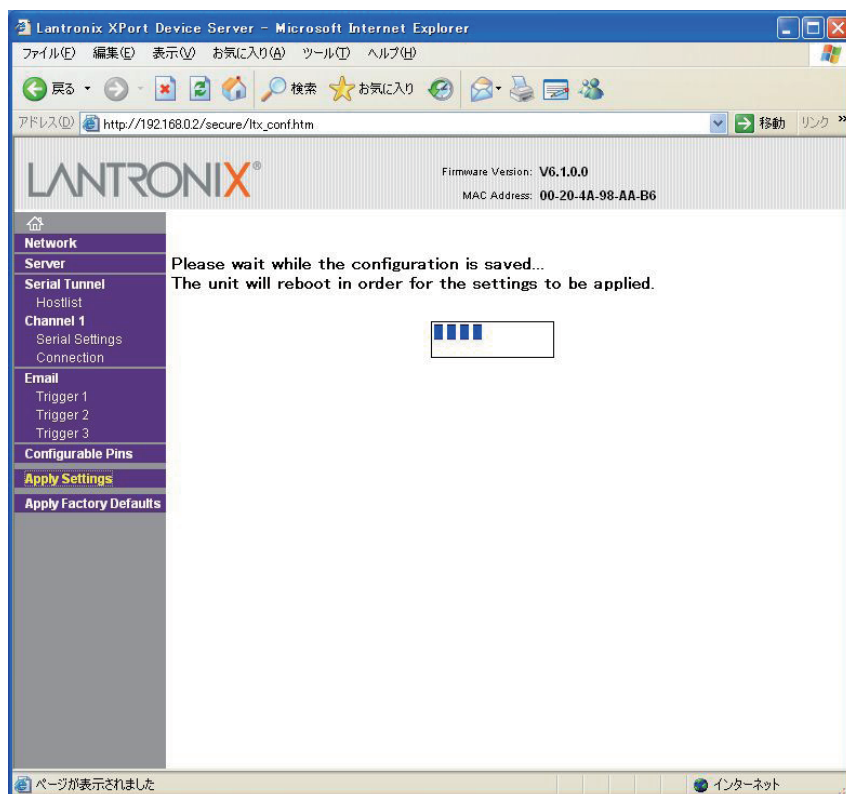 Lantronix XPort Device Server - Microsoft Internet Explorer
ファイル(F) 編集(E) 表示(V) お気に入り(A) ツール(T) ヘルプ(H)
戻る 検索 お気に入り
アドレス(D) http://192.168.0.2/secure/ltx_conf.htm 移動 リンク »
LANTRONIX®
Firmware Version: V6.1.0.0
MAC Address: 00-20-4A-98-AA-B6
Network
Server
Serial Tunnel
Hostlist
Channel 1
Serial Settings
Connection
Email
Trigger 1
Trigger 2
Trigger 3
Configurable Pins
Apply Settings
Apply Factory Defaults
Please wait while the configuration is saved...
The unit will reboot in order for the settings to be applied.
ページが表示されました インターネット